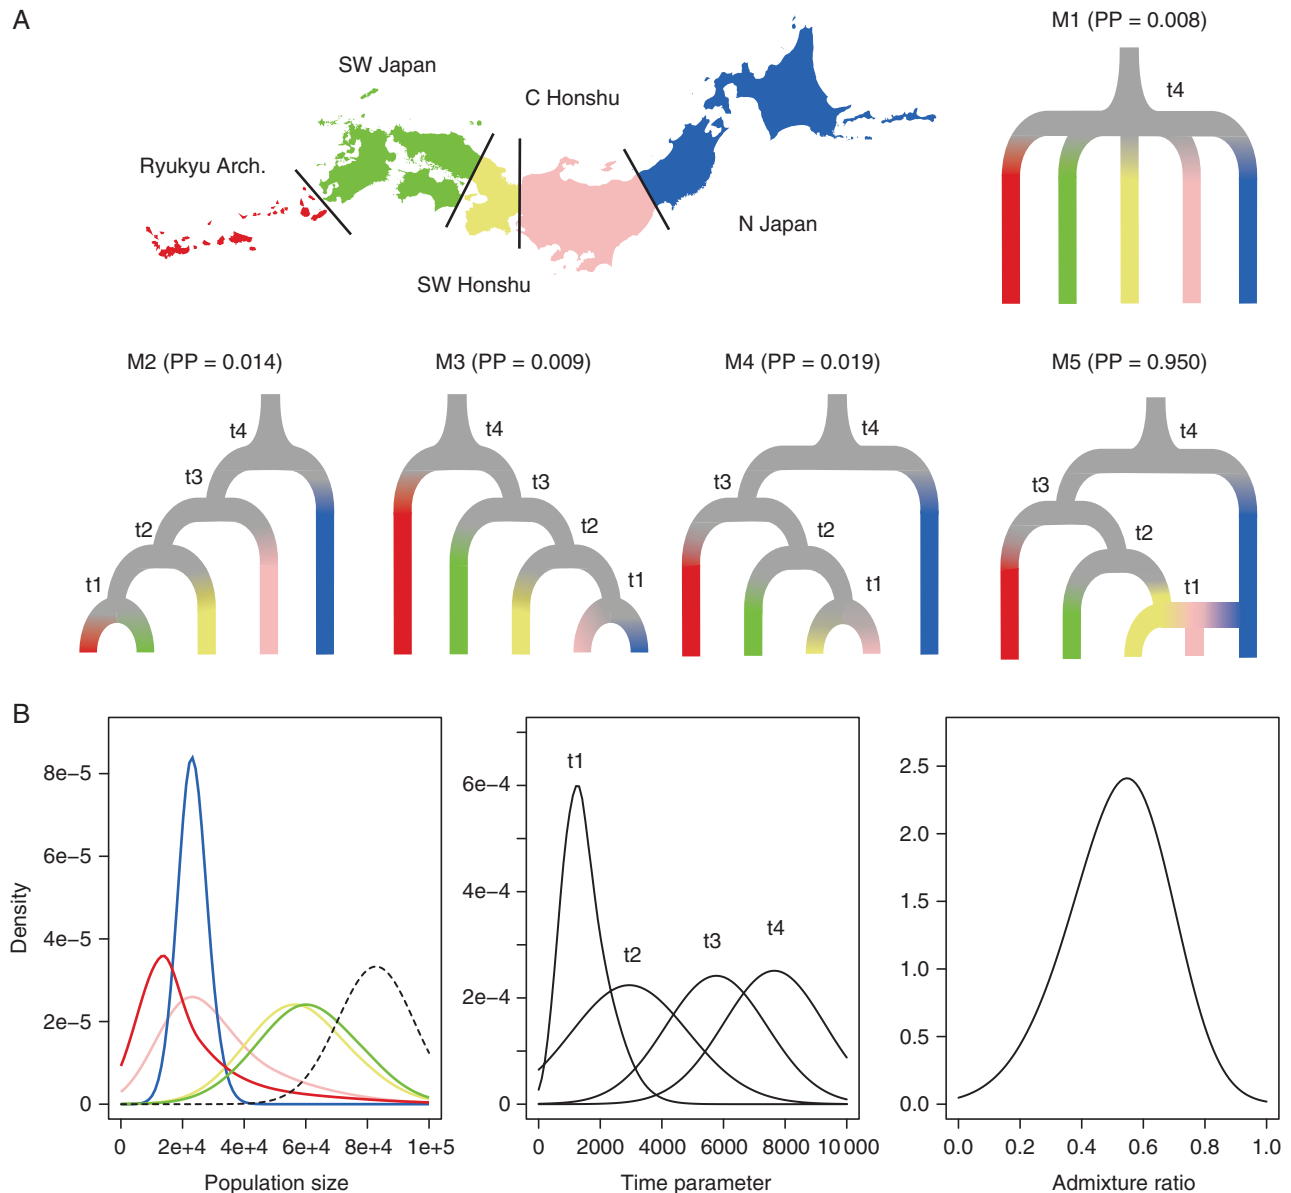 A
M1 (PP = 0.008)
SW Japan
C Honshu
t4
Ryukyu Arch.
N Japan
SW Honshu
M2 (PP = 0.014)
M3 (PP = 0.009)
M4 (PP = 0.019)
M5 (PP = 0.950)
t4
t3
t2
t1
t4
t3
t2
t1
t4
t3
t2
t1
t4
t3
t2
t1
B
Density
8e−5
6e−5
4e−5
2e−5
0
0 2e+4 4e+4 6e+4 8e+4 1e+5
Population size
6e−4
4e−4
2e−4
0
t1
t2
t3
t4
0 2000 4000 6000 8000 10 000
Time parameter
2.5
2.0
1.5
1.0
0.5
0.0
0.0 0.2 0.4 0.6 0.8 1.0
Admixture ratio